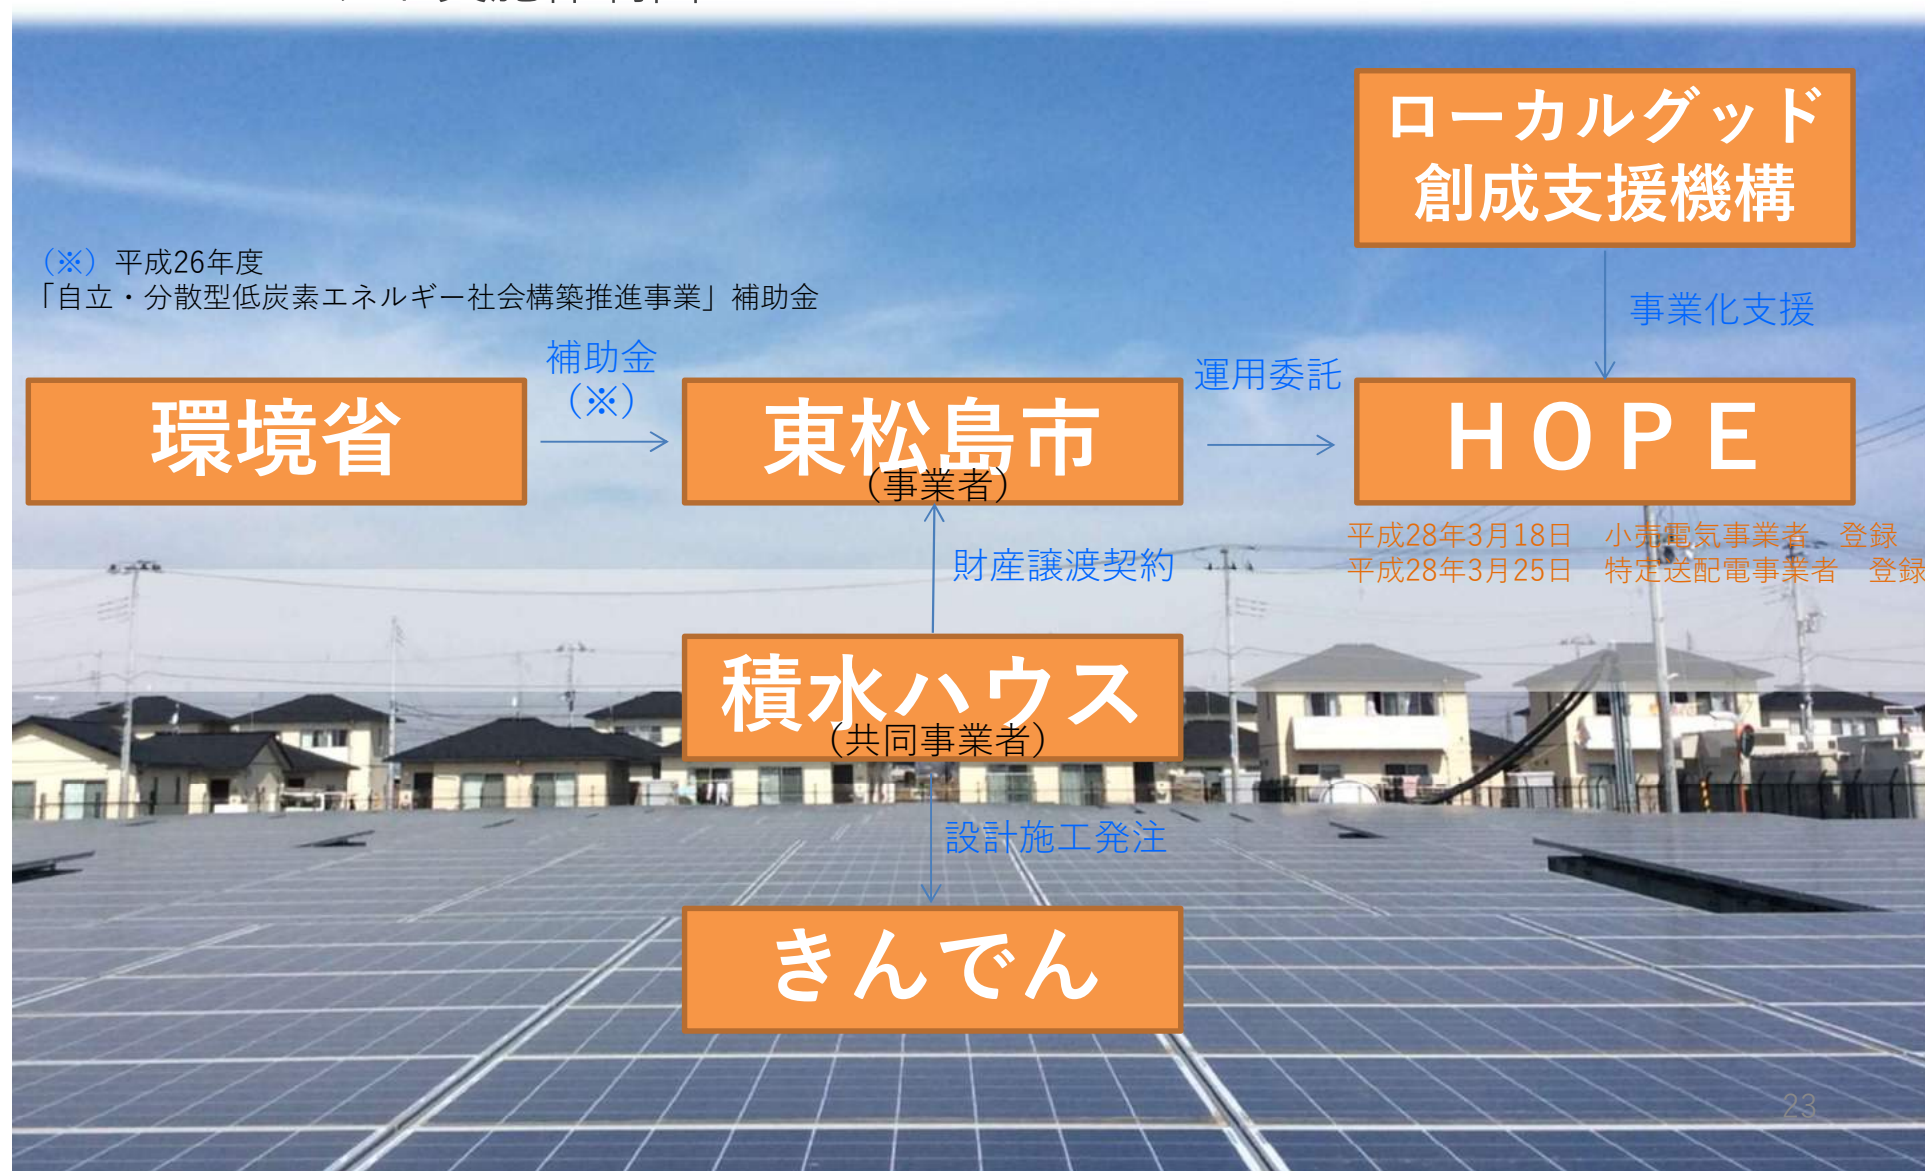 ローカルグッド
創成支援機構
（※）平成26年度
「自立・分散型低炭素エネルギー社会構築推進事業」補助金
事業化支援
補助金
（※）
運用委託
環境省
東松島市
（事業者）
ＨＯＰＥ
平成28年3月18日　小売電気事業者　登録
平成28年3月25日　特定送配電事業者　登録
財産譲渡契約
積水ハウス
（共同事業者）
設計施工発注
きんでん
23